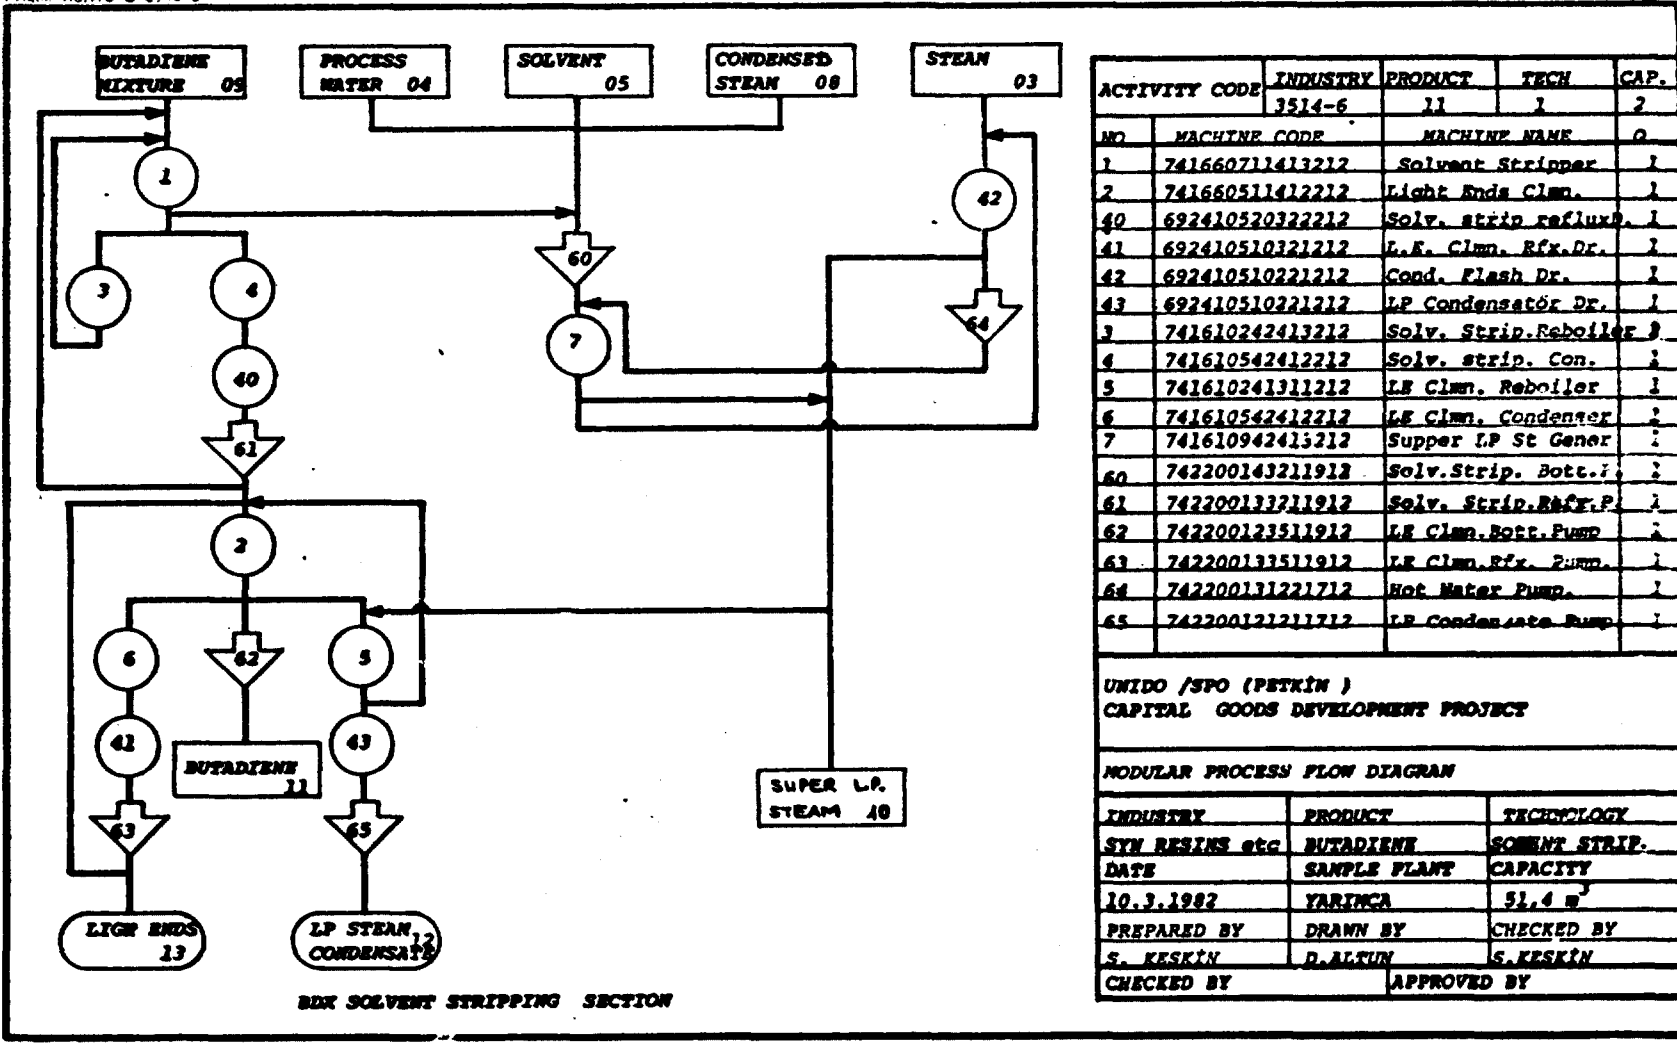 BUTADIENE
MIXTURE 09
PROCESS
WATER 04
SOLVENT
05
CONDENSED
STEAM 08
STEAM
03
1
42
60
3
4
64
7
40
61
2
6
62
5
41
43
BUTADIENE
11
SUPER L.P.
STEAM 10
63
65
LIGH ENDS
13
LP STEAM
12
CONDENSATE
BDX SOLVENT STRIPPING SECTION
ACTIVITY CODE INDUSTRY PRODUCT TECH CAP.
3514-6 11 1 2
NO MACHINE CODE MACHINE NAME Q
1 741660711413212 Solvent Stripper 1
2 741660511412212 Light Ends Clmn. 1
40 692410520322212 Solv. strip refluxD. 1
41 692410510321212 L.E. Clmn. Rfx.Dr. 1
42 692410510221212 Cond. Flash Dr. 1
43 692410510221212 LP Condensatör Dr. 1
3 741610242413212 Solv. Strip.Reboiler
4 741610542412212 Solv. strip. Con.
5 741610241311212 LE Clmn. Reboiler 1
6 741610542412212 LE Clmn. Condenser
7 741610942413212 Supper LP St Gener
60 742200143211912 Solv.Strip. Bott.
61 742200133211912 Solv. Strip.Refx.P.
62 742200123511912 LE Clmn.Bott.Pump
63 742200133511912 LE Clmn.Rfx. Pump.
64 742200131221712 Hot Water Pump.
65 742200121211712 LP Condensate Pump
UNIDO /SPO (PETKİM )
CAPITAL GOODS DEVELOPMENT PROJECT
MODULAR PROCESS FLOW DIAGRAM
INDUSTRY PRODUCT TECHNOLOGY
SYN RESINS etc BUTADIENE SOBENT STRIP.
DATE SAMPLE PLANT CAPACITY
10.3.1982 YARIMCA 51,4 m³
PREPARED BY DRAWN BY CHECKED BY
S. KESKİN D.ALTUN S.KESKİN
CHECKED BY APPROVED BY